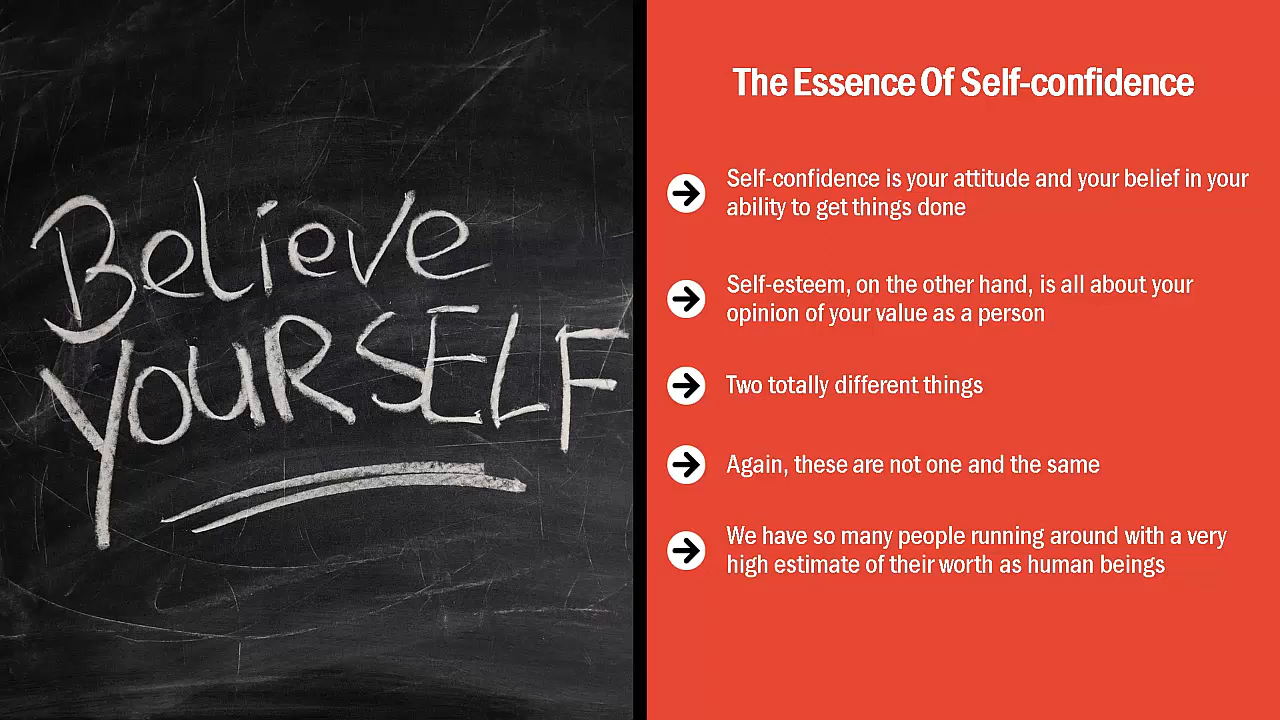 Believe
YOURSELF
The Essence Of Self-confidence
Self-confidence is your attitude and your belief in your
ability to get things done
Self-esteem, on the other hand, is all about your
opinion of your value as a person
Two totally different things
Again, these are not one and the same
We have so many people running around with a very
high estimate of their worth as human beings